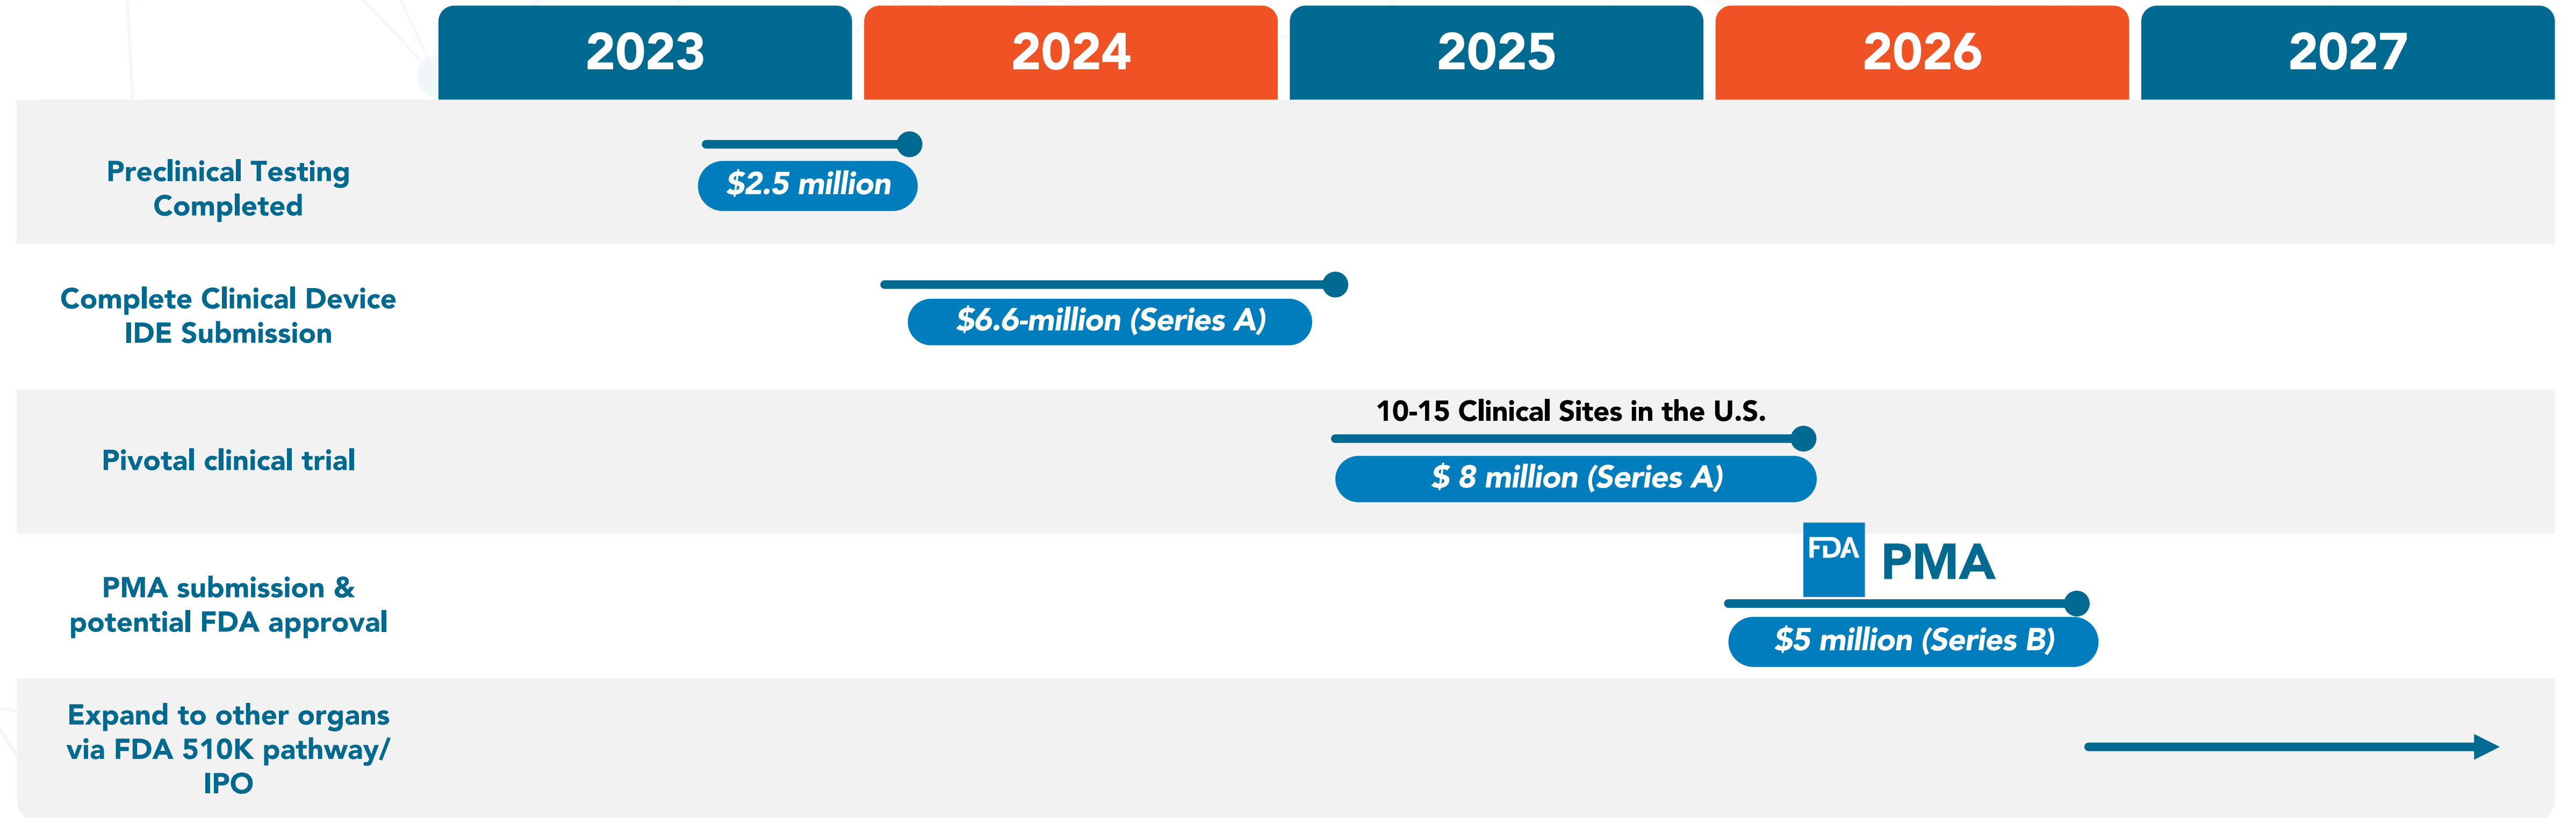 2023
2024
2025
2026
2027
Preclinical Testing
Completed
$2.5 million
Complete Clinical Device
IDE Submission
$6.6-million (Series A)
Pivotal clinical trial
10-15 Clinical Sites in the U.S.
$ 8 million (Series A)
PMA submission &
potential FDA approval
FDA
PMA
$5 million (Series B)
Expand to other organs
via FDA 510K pathway/
IPO